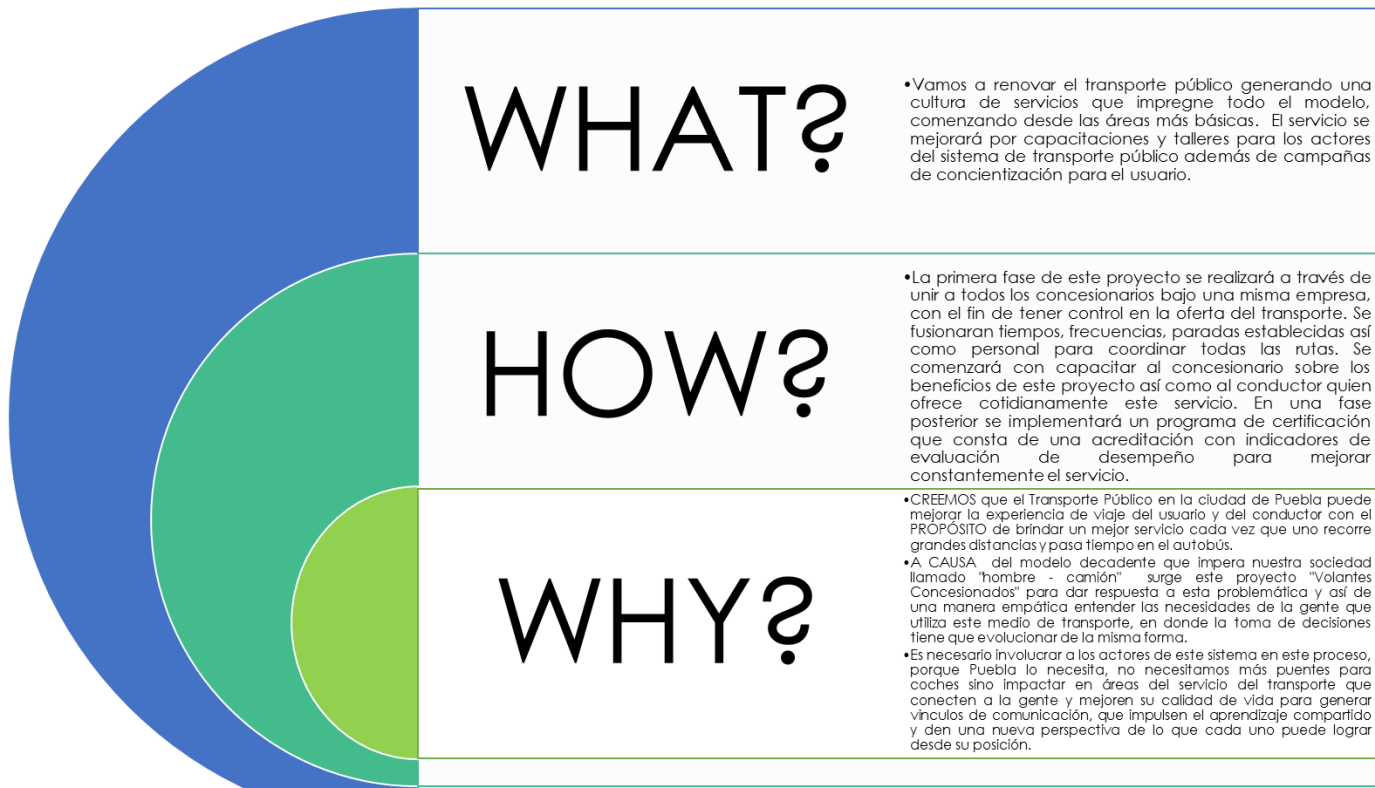 WHAT?
•Vamos a renovar el transporte público generando una
cultura de servicios que impregne todo el modelo,
comenzando desde las áreas más básicas. El servicio se
mejorará por capacitaciones y talleres para los actores
del sistema de transporte público además de campañas
de concientización para el usuario.
HOW?
•La primera fase de este proyecto se realizará a través de
unir a todos los concesionarios bajo una misma empresa,
con el fin de tener control en la oferta del transporte. Se
fusionaran tiempos, frecuencias, paradas establecidas así
como personal para coordinar todas las rutas. Se
comenzará con capacitar al concesionario sobre los
beneficios de este proyecto así como al conductor quien
ofrece cotidianamente este servicio. En una fase
posterior se implementará un programa de certificación
que consta de una acreditación con indicadores de
evaluación de desempeño para mejorar
constantemente el servicio.
WHY?
•CREEMOS que el Transporte Público en la ciudad de Puebla puede
mejorar la experiencia de viaje del usuario y del conductor con el
PROPÓSITO de brindar un mejor servicio cada vez que uno recorre
grandes distancias y pasa tiempo en el autobús.
•A CAUSA del modelo decadente que impera nuestra sociedad
llamado "hombre - camión" surge este proyecto "Volantes
Concesionados" para dar respuesta a esta problemática y así de
una manera empática entender las necesidades de la gente que
utiliza este medio de transporte, en donde la toma de decisiones
tiene que evolucionar de la misma forma.
•Es necesario involucrar a los actores de este sistema en este proceso,
porque Puebla lo necesita, no necesitamos más puentes para
coches sino impactar en áreas del servicio del transporte que
conecten a la gente y mejoren su calidad de vida para generar
vínculos de comunicación, que impulsen el aprendizaje compartido
y den una nueva perspectiva de lo que cada uno puede lograr
desde su posición.